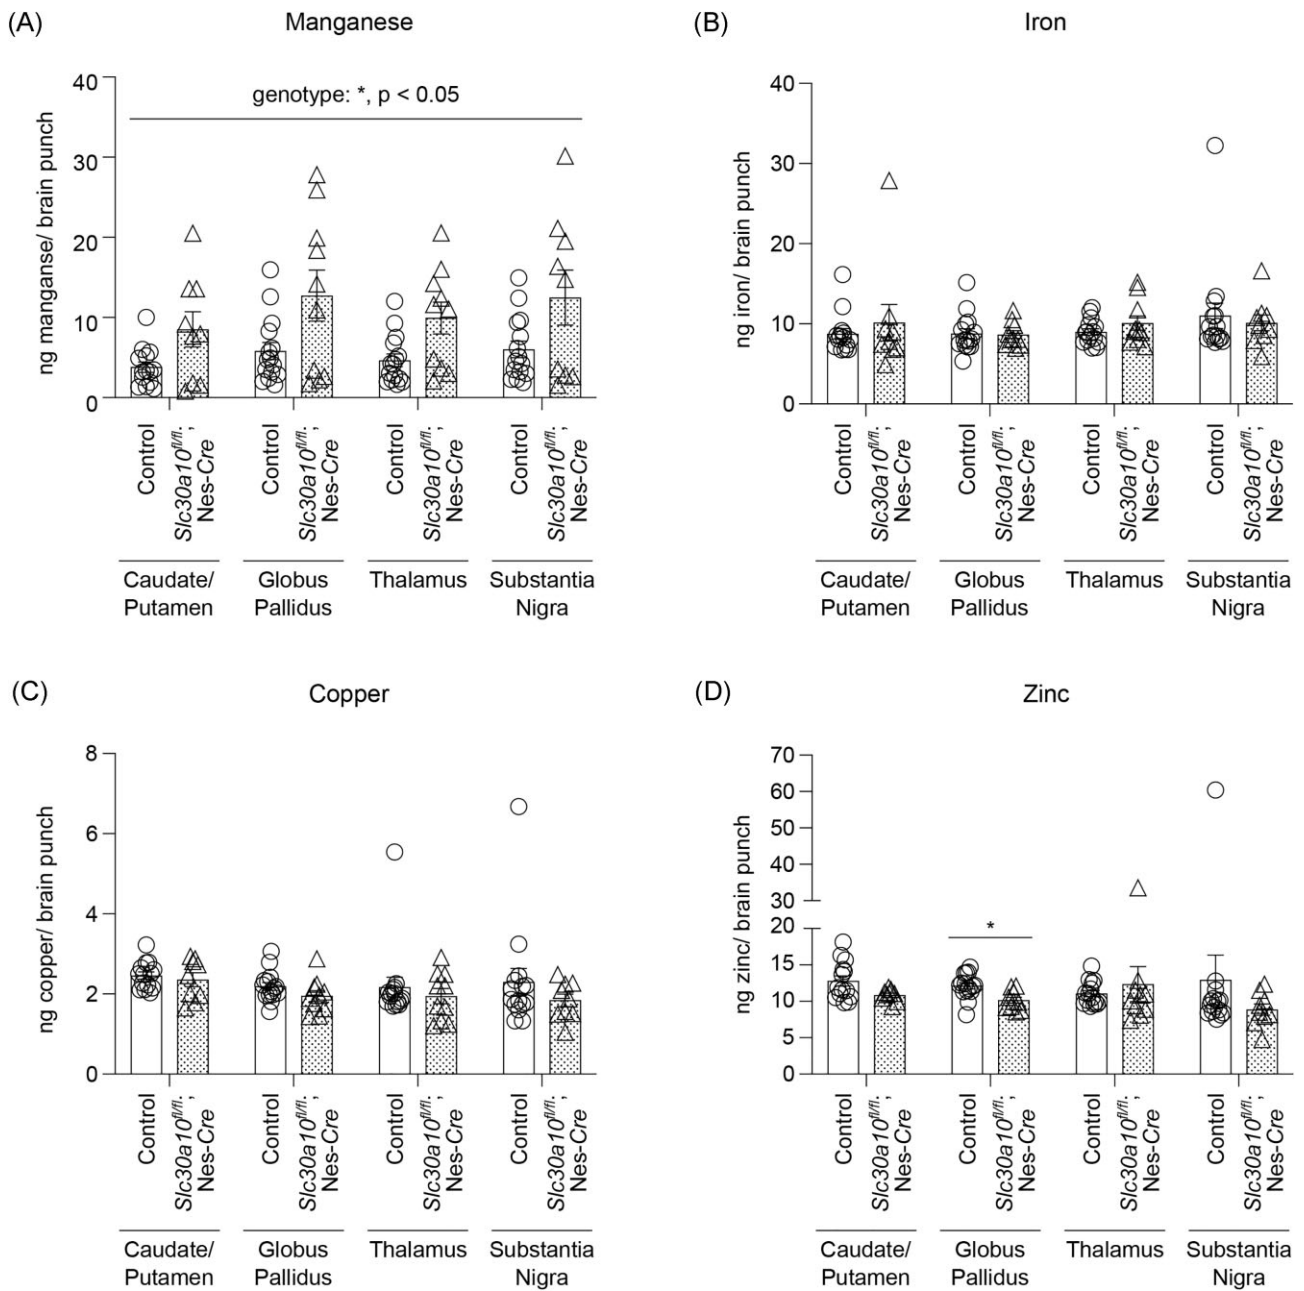 (A)
Manganese
ng manganse/ brain punch
40
30
20
10
0
genotype: *, p < 0.05
Control
Slc30a10fl/fl;
Nes-Cre
Control
Slc30a10fl/fl;
Nes-Cre
Control
Slc30a10fl/fl;
Nes-Cre
Control
Slc30a10fl/fl;
Nes-Cre
Caudate/
Putamen
Globus
Pallidus
Thalamus
Substantia
Nigra
(B)
Iron
ng iron/ brain punch
40
30
20
10
0
Control
Slc30a10fl/fl;
Nes-Cre
Control
Slc30a10fl/fl;
Nes-Cre
Control
Slc30a10fl/fl;
Nes-Cre
Control
Slc30a10fl/fl;
Nes-Cre
Caudate/
Putamen
Globus
Pallidus
Thalamus
Substantia
Nigra
(C)
Copper
ng copper/ brain punch
8
6
4
2
0
Control
Slc30a10fl/fl;
Nes-Cre
Control
Slc30a10fl/fl;
Nes-Cre
Control
Slc30a10fl/fl;
Nes-Cre
Control
Slc30a10fl/fl;
Nes-Cre
Caudate/
Putamen
Globus
Pallidus
Thalamus
Substantia
Nigra
(D)
Zinc
ng zinc/ brain punch
70
60
50
40
30
20
15
10
5
0
*
Control
Slc30a10fl/fl;
Nes-Cre
Control
Slc30a10fl/fl;
Nes-Cre
Control
Slc30a10fl/fl;
Nes-Cre
Control
Slc30a10fl/fl;
Nes-Cre
Caudate/
Putamen
Globus
Pallidus
Thalamus
Substantia
Nigra